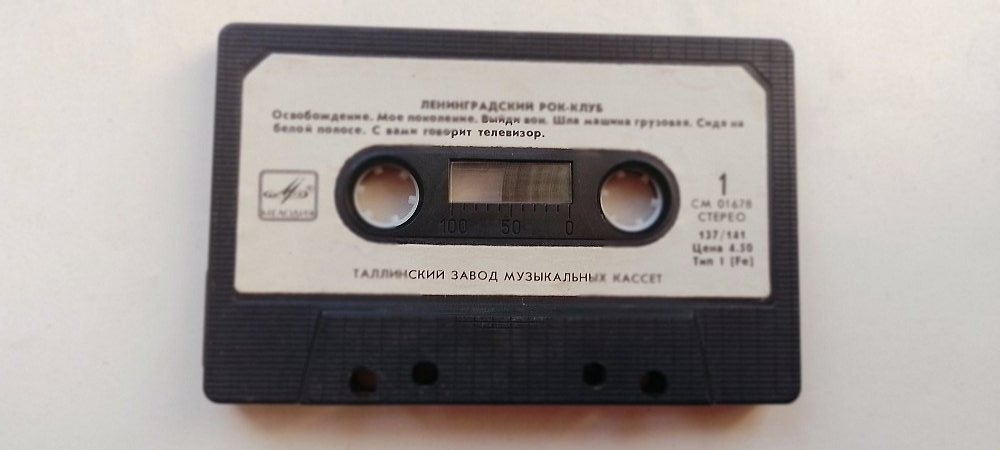 ЛЕНИНГРАДСКИЙ РОК-КЛУБ
Освобождение. Мое поколение. Выйди вон. Шла машина грузовая. Сидя на
белой полосе. С вами говорит телевизор.
МЕЛОДИЯ
1
СМ 01678
СТЕРЕО
137/141
Цена 4.50
Тип I (Fe)
100 50 0
ТАЛЛИНСКИЙ ЗАВОД МУЗЫКАЛЬНЫХ КАССЕТ